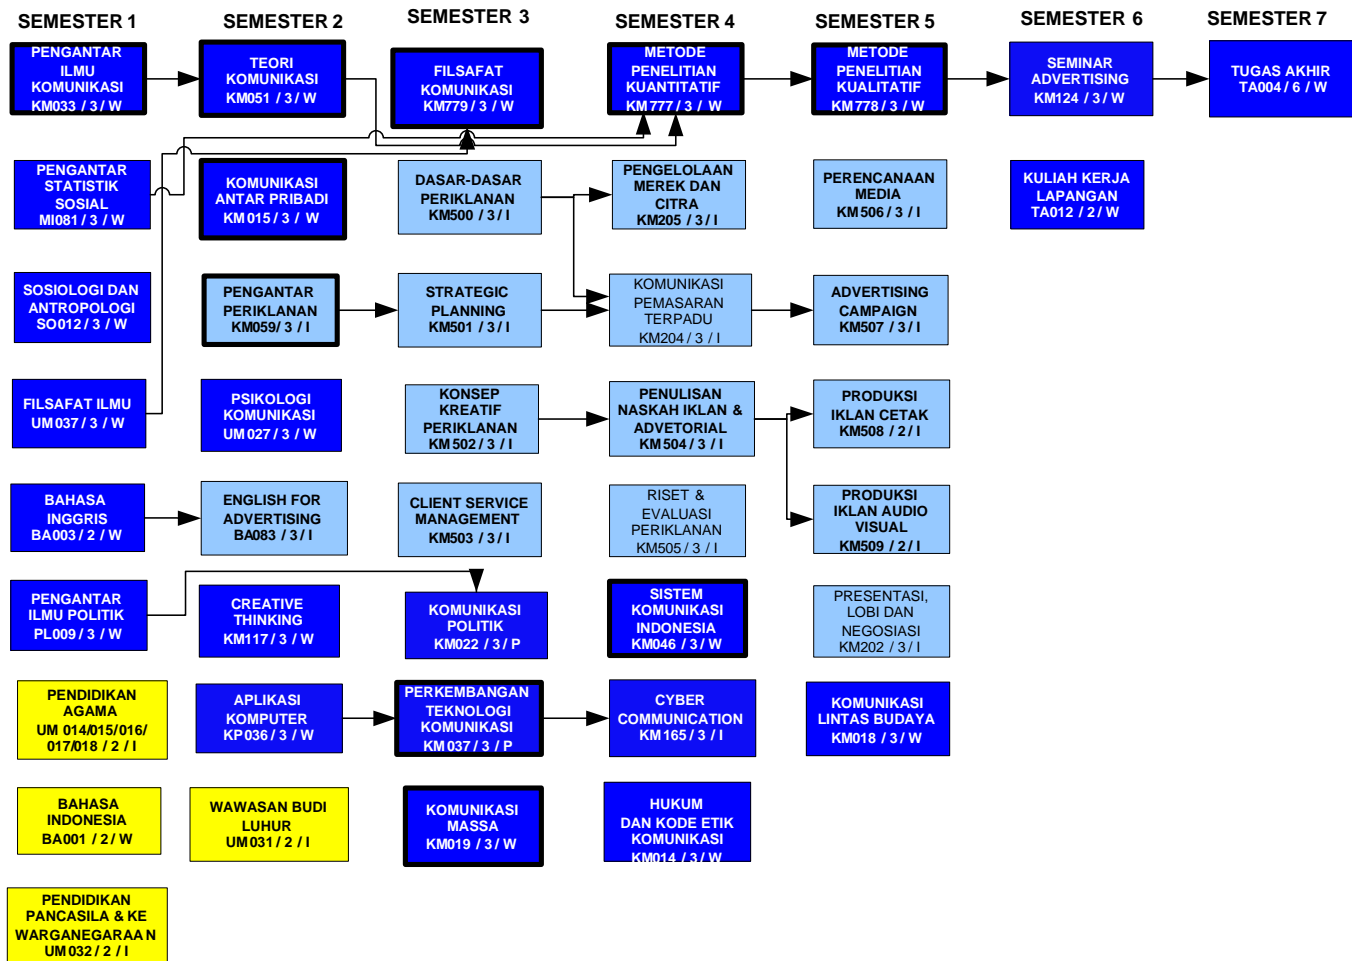 SEMESTER 1
SEMESTER 2
SEMESTER 3
SEMESTER 4
SEMESTER 5
SEMESTER 6
SEMESTER 7
PENGANTAR
ILMU
KOMUNIKASI
KM033 / 3 / W
TEORI
KOMUNIKASI
KM051 / 3 / W
FILSAFAT
KOMUNIKASI
KM779 / 3 / W
METODE
PENELITIAN
KUANTITATIF
KM777 / 3 / W
METODE
PENELITIAN
KUALITATIF
KM778 / 3 / W
SEMINAR
ADVERTISING
KM124 / 3 / W
TUGAS AKHIR
TA004 / 6 / W
PENGANTAR
STATISTIK
SOSIAL
MI081 / 3 / W
KOMUNIKASI
ANTAR PRIBADI
KM015 / 3 / W
DASAR-DASAR
PERIKLANAN
KM500 / 3 / I
PENGELOLAAN
MEREK DAN
CITRA
KM205 / 3 / I
PERENCANAAN
MEDIA
KM506 / 3 / I
KULIAH KERJA
LAPANGAN
TA012 / 2 / W
SOSIOLOGI DAN
ANTROPOLOGI
SO012 / 3 / W
PENGANTAR
PERIKLANAN
KM059/ 3 / I
STRATEGIC
PLANNING
KM501 / 3 / I
KOMUNIKASI
PEMASARAN
TERPADU
KM204 / 3 / I
ADVERTISING
CAMPAIGN
KM507 / 3 / I
FILSAFAT ILMU
UM037 / 3 / W
PSIKOLOGI
KOMUNIKASI
UM027 / 3 / W
KONSEP
KREATIF
PERIKLANAN
KM502 / 3 / I
PENULISAN
NASKAH IKLAN &
ADVETORIAL
KM504 / 3 / I
PRODUKSI
IKLAN CETAK
KM508 / 2 / I
BAHASA
INGGRIS
BA003 / 2 / W
ENGLISH FOR
ADVERTISING
BA083 / 3 / I
CLIENT SERVICE
MANAGEMENT
KM503 / 3 / I
RISET &
EVALUASI
PERIKLANAN
KM505 / 3 / I
PRODUKSI
IKLAN AUDIO
VISUAL
KM509 / 2 / I
PENGANTAR
ILMU POLITIK
PL009 / 3 / W
CREATIVE
THINKING
KM117 / 3 / W
KOMUNIKASI
POLITIK
KM022 / 3 / P
SISTEM
KOMUNIKASI
INDONESIA
KM046 / 3 / W
PRESENTASI,
LOBI DAN
NEGOSIASI
KM202 / 3 / I
PENDIDIKAN
AGAMA
UM 014/015/016/
017/018 / 2 / I
APLIKASI
KOMPUTER
KP036 / 3 / W
PERKEMBANGAN
TEKNOLOGI
KOMUNIKASI
KM037 / 3 / P
CYBER
COMMUNICATION
KM165 / 3 / I
KOMUNIKASI
LINTAS BUDAYA
KM018 / 3 / W
BAHASA
INDONESIA
BA001 / 2 / W
WAWASAN BUDI
LUHUR
UM031 / 2 / I
KOMUNIKASI
MASSA
KM019 / 3 / W
HUKUM
DAN KODE ETIK
KOMUNIKASI
KM014 / 3 / W
PENDIDIKAN
PANCASILA & KE
WARGANEGARAAN
UM032 / 2 / I